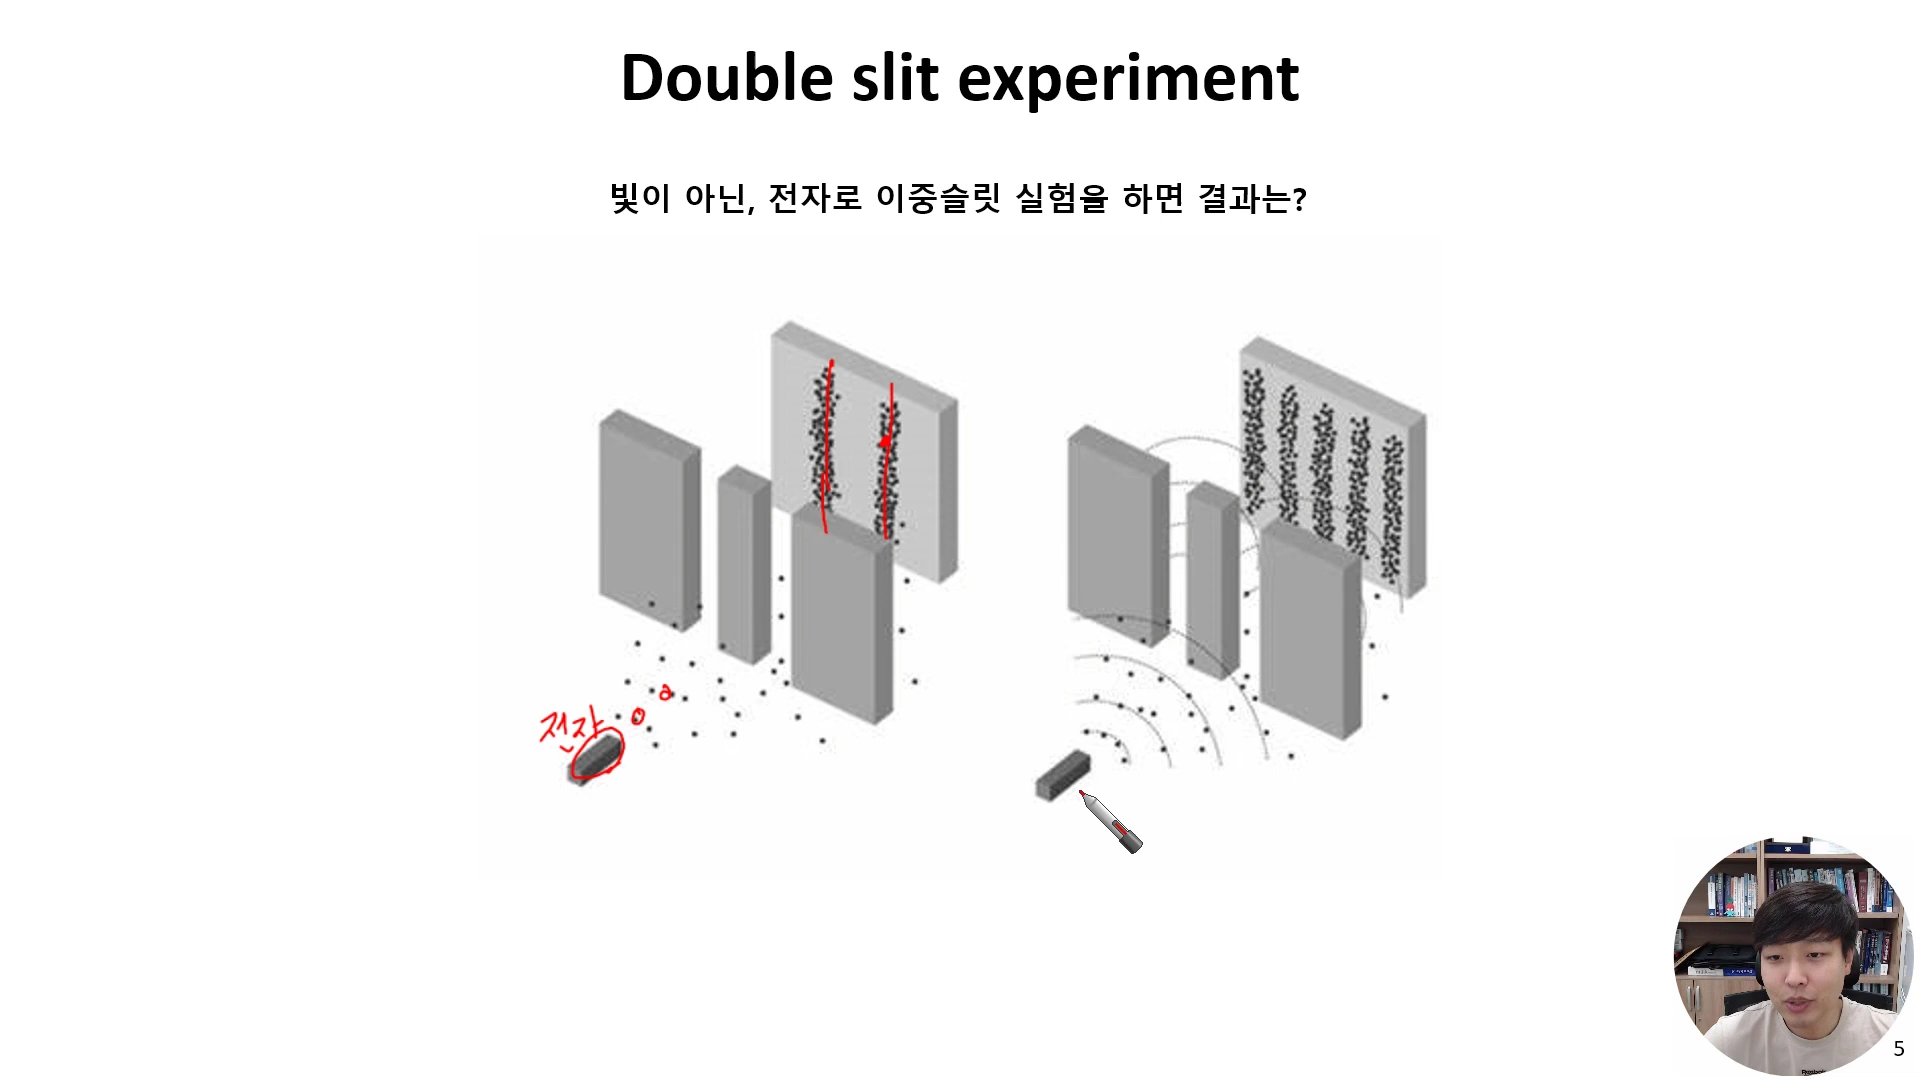 Double slit experiment
빛이 아닌, 전자로 이중슬릿 실험을 하면 결과는?
전자
5